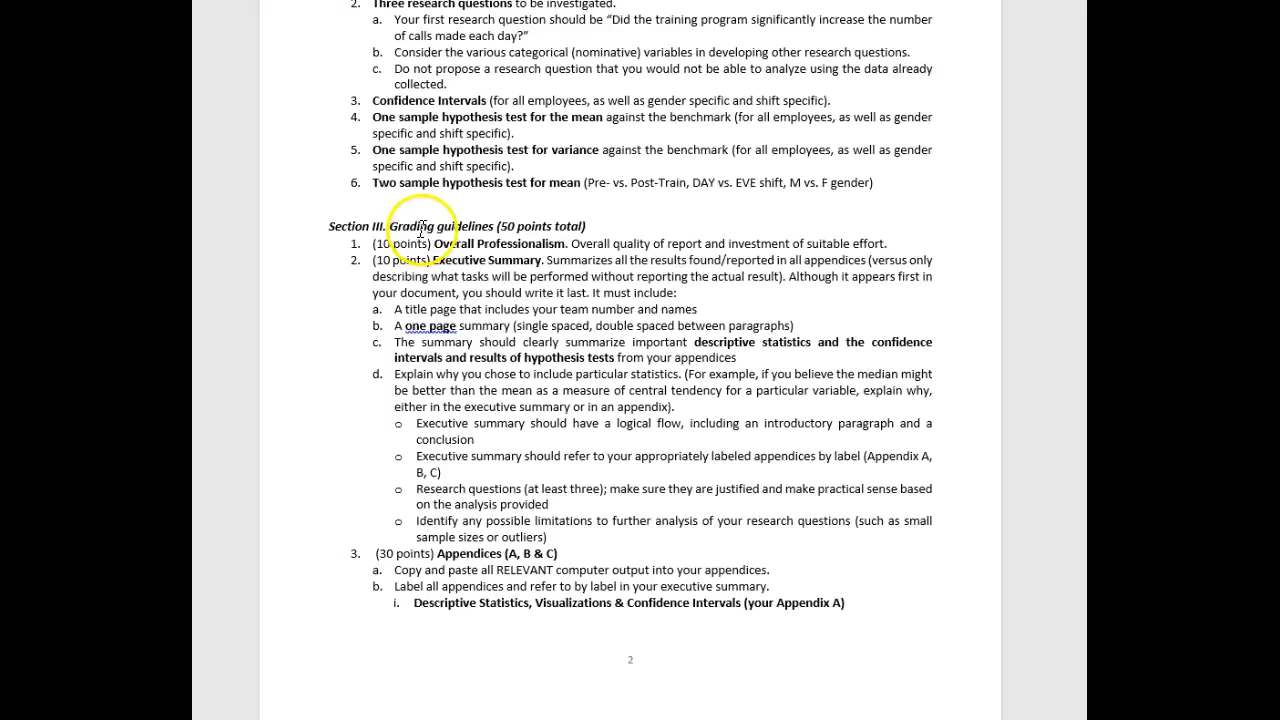 2. Three research questions to be investigated.
a. Your first research question should be “Did the training program significantly increase the number
of calls made each day?”
b. Consider the various categorical (nominative) variables in developing other research questions.
c. Do not propose a research question that you would not be able to analyze using the data already
collected.
3. Confidence Intervals (for all employees, as well as gender specific and shift specific).
4. One sample hypothesis test for the mean against the benchmark (for all employees, as well as gender
specific and shift specific).
5. One sample hypothesis test for variance against the benchmark (for all employees, as well as gender
specific and shift specific).
6. Two sample hypothesis test for mean (Pre- vs. Post-Train, DAY vs. EVE shift, M vs. F gender)
Section III. Grading guidelines (50 points total)
1. (10 points) Overall Professionalism. Overall quality of report and investment of suitable effort.
2. (10 points) Executive Summary. Summarizes all the results found/reported in all appendices (versus only
describing what tasks will be performed without reporting the actual result). Although it appears first in
your document, you should write it last. It must include:
a. A title page that includes your team number and names
b. A one page summary (single spaced, double spaced between paragraphs)
c. The summary should clearly summarize important descriptive statistics and the confidence
intervals and results of hypothesis tests from your appendices
d. Explain why you chose to include particular statistics. (For example, if you believe the median might
be better than the mean as a measure of central tendency for a particular variable, explain why,
either in the executive summary or in an appendix).
o Executive summary should have a logical flow, including an introductory paragraph and a
conclusion
o Executive summary should refer to your appropriately labeled appendices by label (Appendix A,
B, C)
o Research questions (at least three); make sure they are justified and make practical sense based
on the analysis provided
o Identify any possible limitations to further analysis of your research questions (such as small
sample sizes or outliers)
3. (30 points) Appendices (A, B & C)
a. Copy and paste all RELEVANT computer output into your appendices.
b. Label all appendices and refer to by label in your executive summary.
i. Descriptive Statistics, Visualizations & Confidence Intervals (your Appendix A)
2